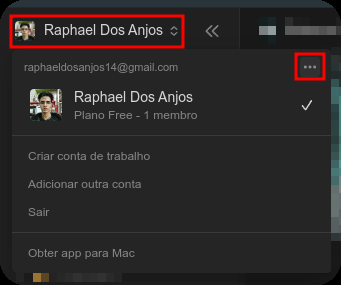 Raphael Dos Anjos
raphaeldosanjos14@gmail.com
Raphael Dos Anjos
Plano Free - 1 membro
Criar conta de trabalho
Adicionar outra conta
Sair
Obter app para Mac